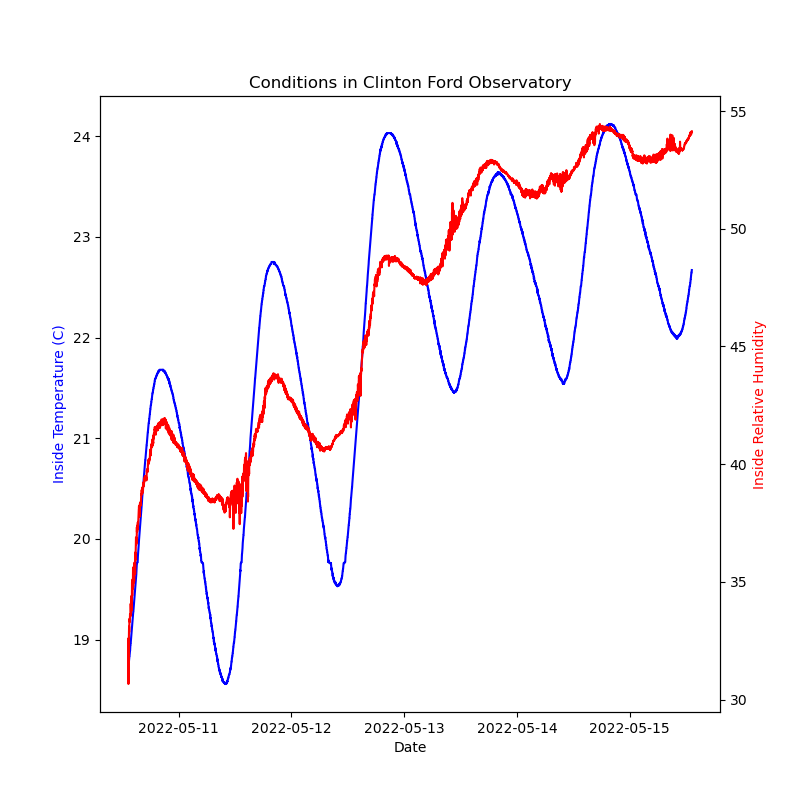 Conditions in Clinton Ford Observatory
24
23
22
21
20
19
Inside Temperature (C)
55
50
45
40
35
30
Inside Relative Humidity
2022-05-11 2022-05-12 2022-05-13 2022-05-14 2022-05-15
Date